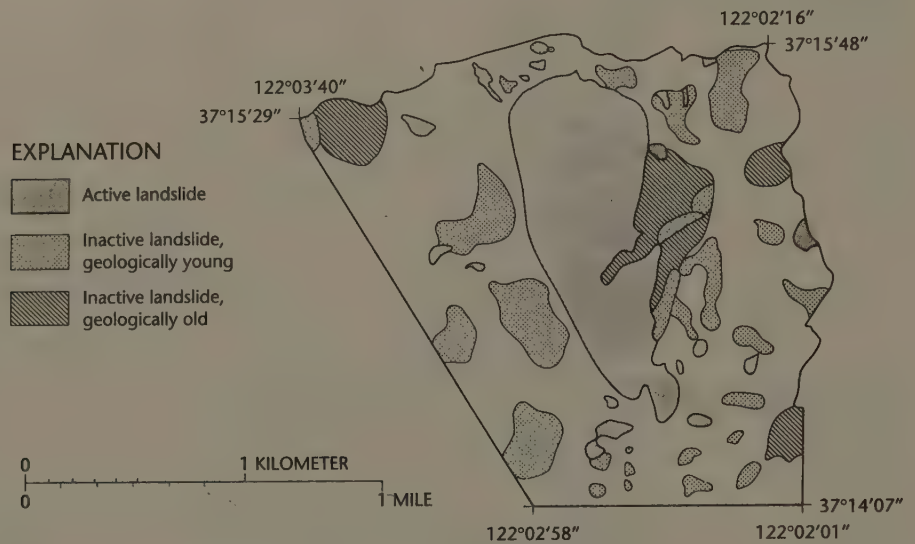 122°02′16″
37°15′48″
122°03′40″
37°15′29″
EXPLANATION
Active landslide
Inactive landslide,
geologically young
Inactive landslide,
geologically old
0
1 KILOMETER
0
1 MILE
37°14′07″
122°02′58″
122°02′01″